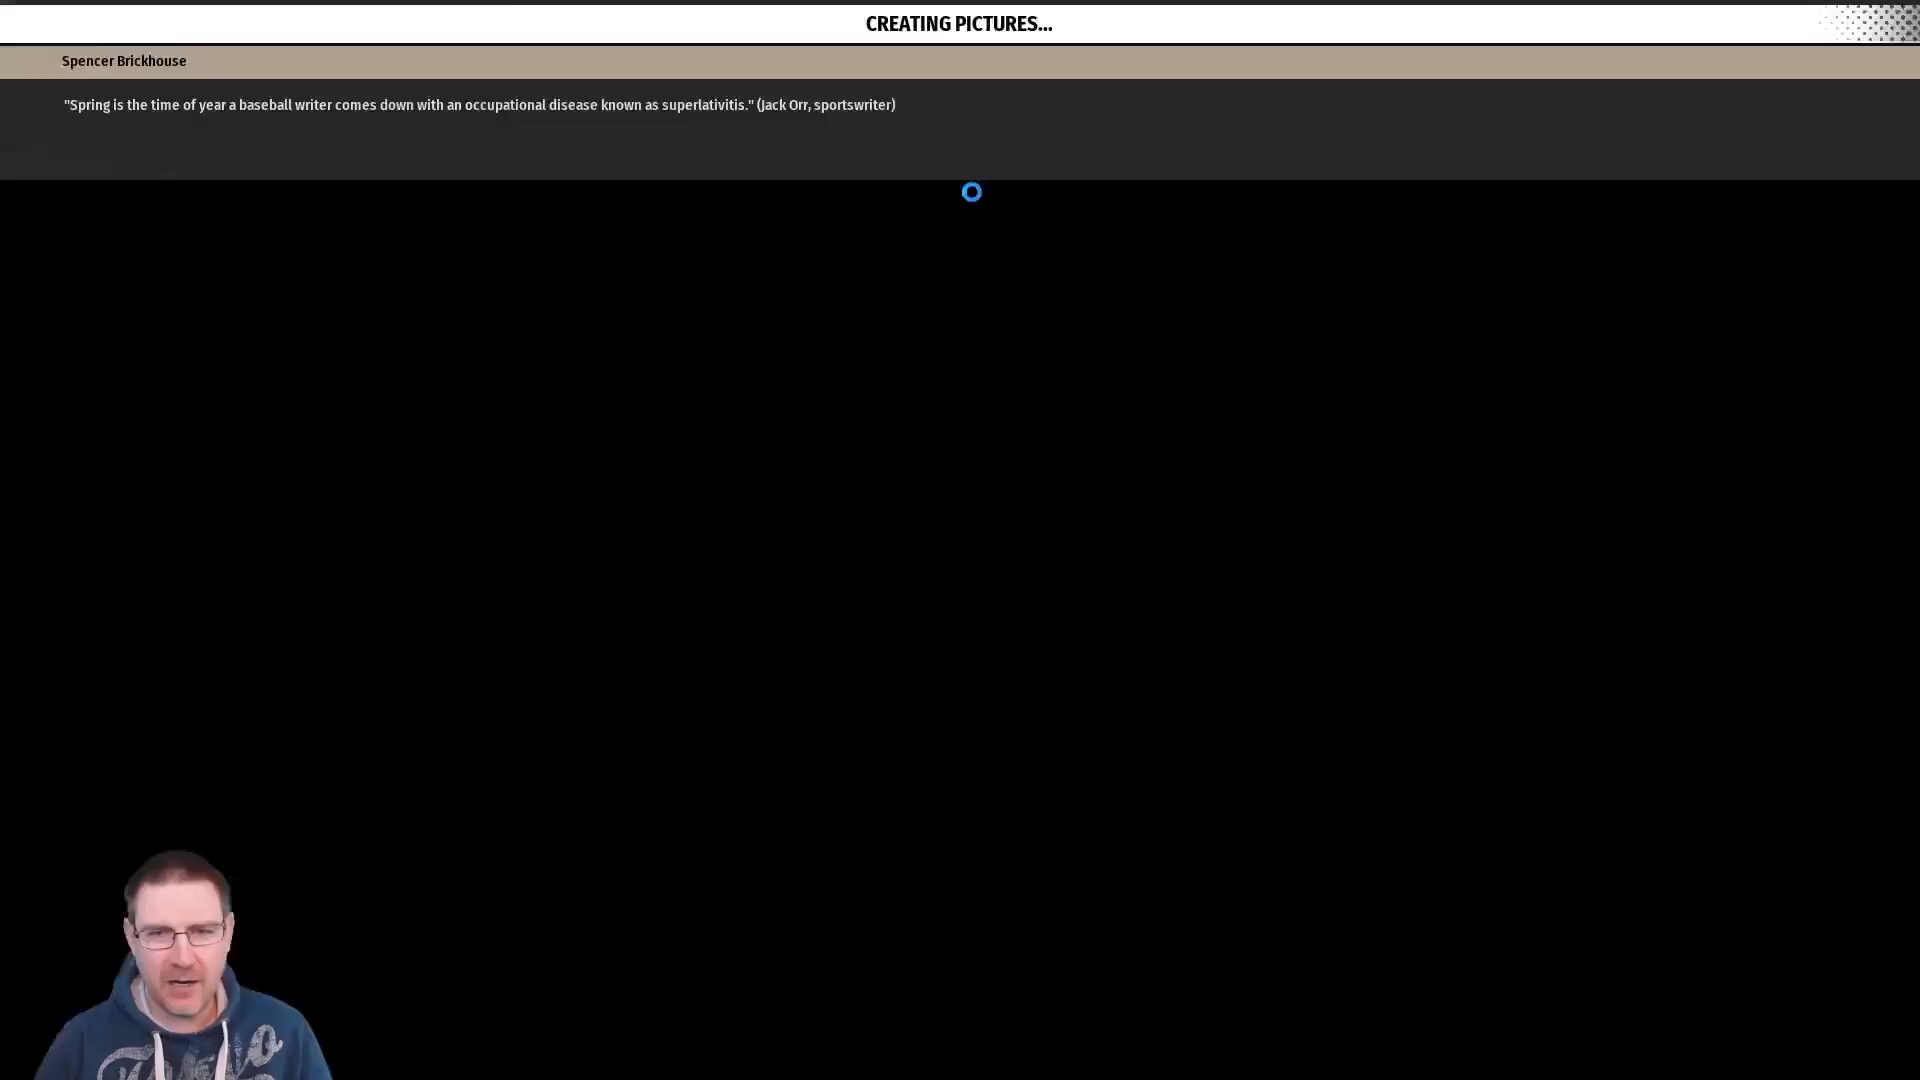 CREATING PICTURES...
Spencer Brickhouse
"Spring is the time of year a baseball writer comes down with an occupational disease known as superlativitis." (Jack Orr, sportswriter)